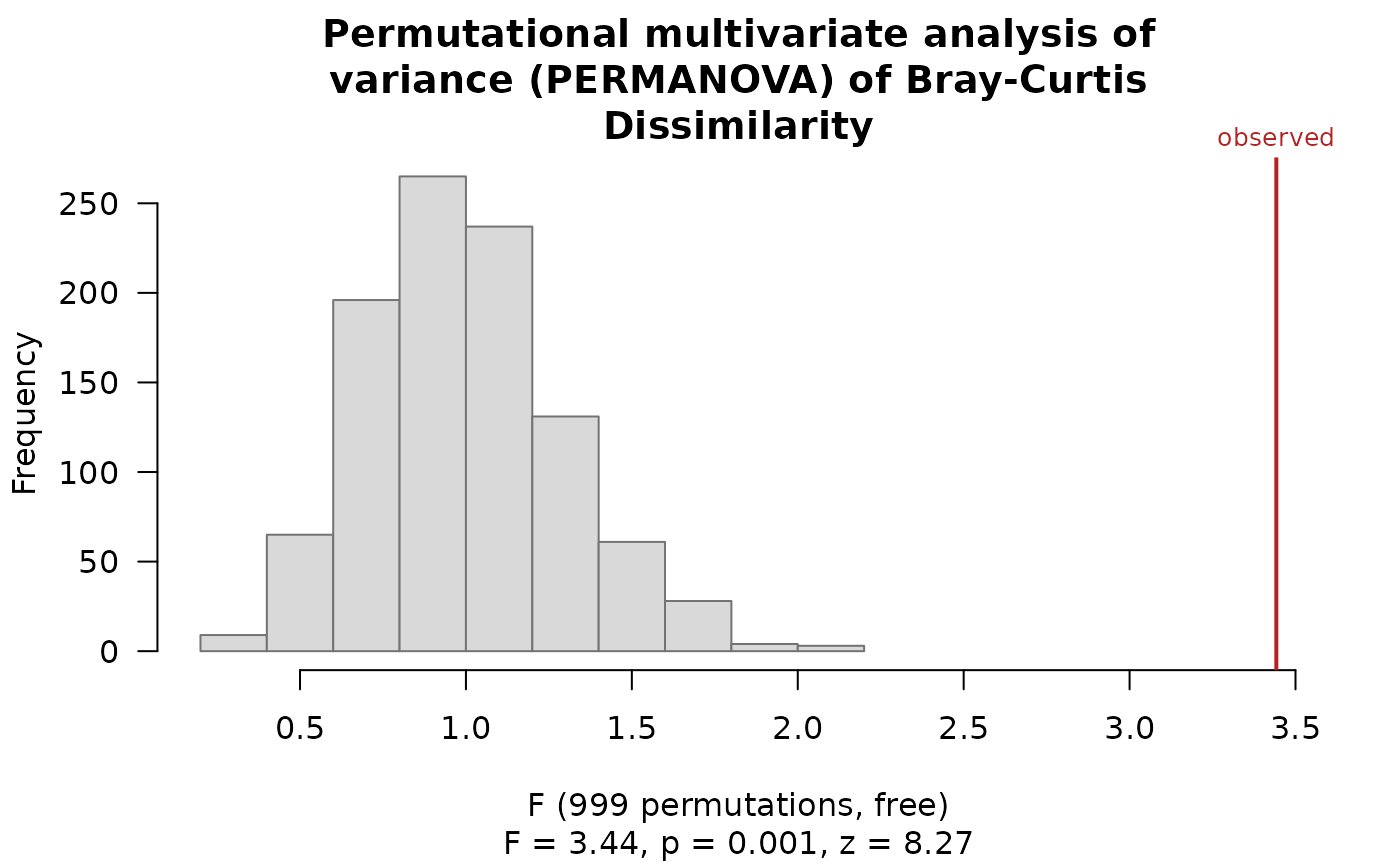 Permutational multivariate analysis of
variance (PERMANOVA) of Bray-Curtis
Dissimilarity
observed
Frequency
250
200
150
100
50
0
0.5 1.0 1.5 2.0 2.5 3.0 3.5
F (999 permutations, free)
F = 3.44, p = 0.001, z = 8.27